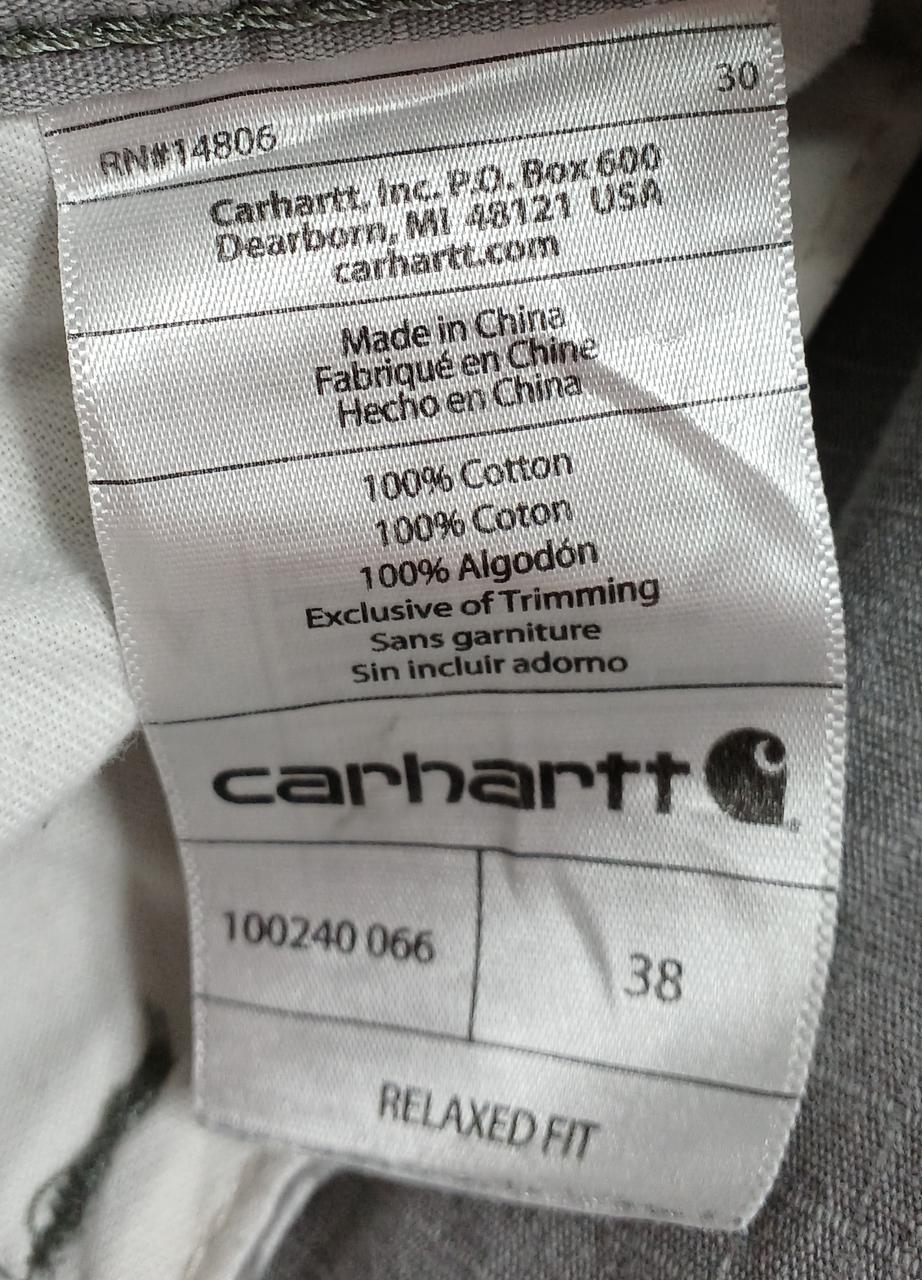 30
RN#14806
Carhartt, Inc. P.O. Box 600
Dearborn, MI 48121 USA
carhartt.com
Made in China
Fabriqué en Chine
Hecho en China
100% Cotton
100% Coton
100% Algodón
Exclusive of Trimming
Sans garniture
Sin incluir adorno
carhartt
100240 066
38
RELAXED FIT